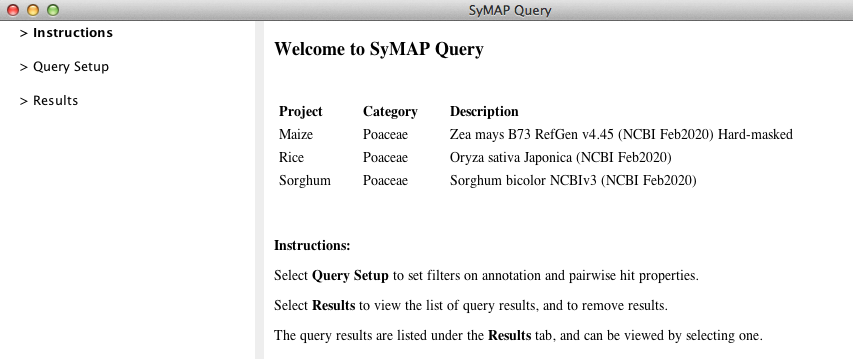 SyMAP Query
> Instructions
> Query Setup
> Results
Welcome to SyMAP Query
Project Category Description
Maize Poaceae Zea mays B73 RefGen v4.45 (NCBI Feb2020) Hard-masked
Rice Poaceae Oryza sativa Japonica (NCBI Feb2020)
Sorghum Poaceae Sorghum bicolor NCBIv3 (NCBI Feb2020)
Instructions:
Select Query Setup to set filters on annotation and pairwise hit properties.
Select Results to view the list of query results, and to remove results.
The query results are listed under the Results tab, and can be viewed by selecting one.